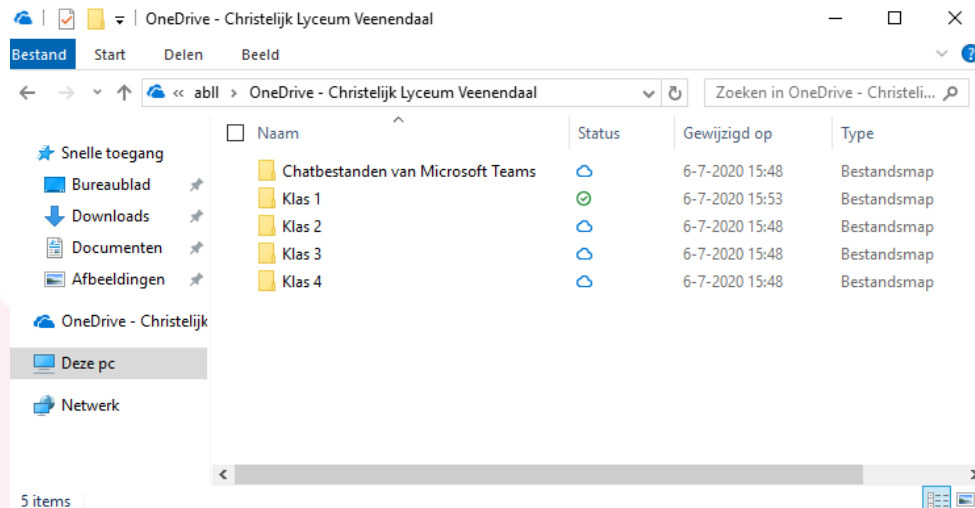 OneDrive - Christelijk Lyceum Veenendaal
Bestand Start Delen Beeld ?
« abll > OneDrive - Christelijk Lyceum Veenendaal
Zoeken in OneDrive - Christeli...
Naam Status Gewijzigd op Type
Snelle toegang
Bureaublad
Downloads
Documenten
Afbeeldingen
OneDrive - Christelijk
Deze pc
Netwerk
Chatbestanden van Microsoft Teams 6-7-2020 15:48 Bestandsmap
Klas 1 6-7-2020 15:53 Bestandsmap
Klas 2 6-7-2020 15:48 Bestandsmap
Klas 3 6-7-2020 15:48 Bestandsmap
Klas 4 6-7-2020 15:48 Bestandsmap
5 items